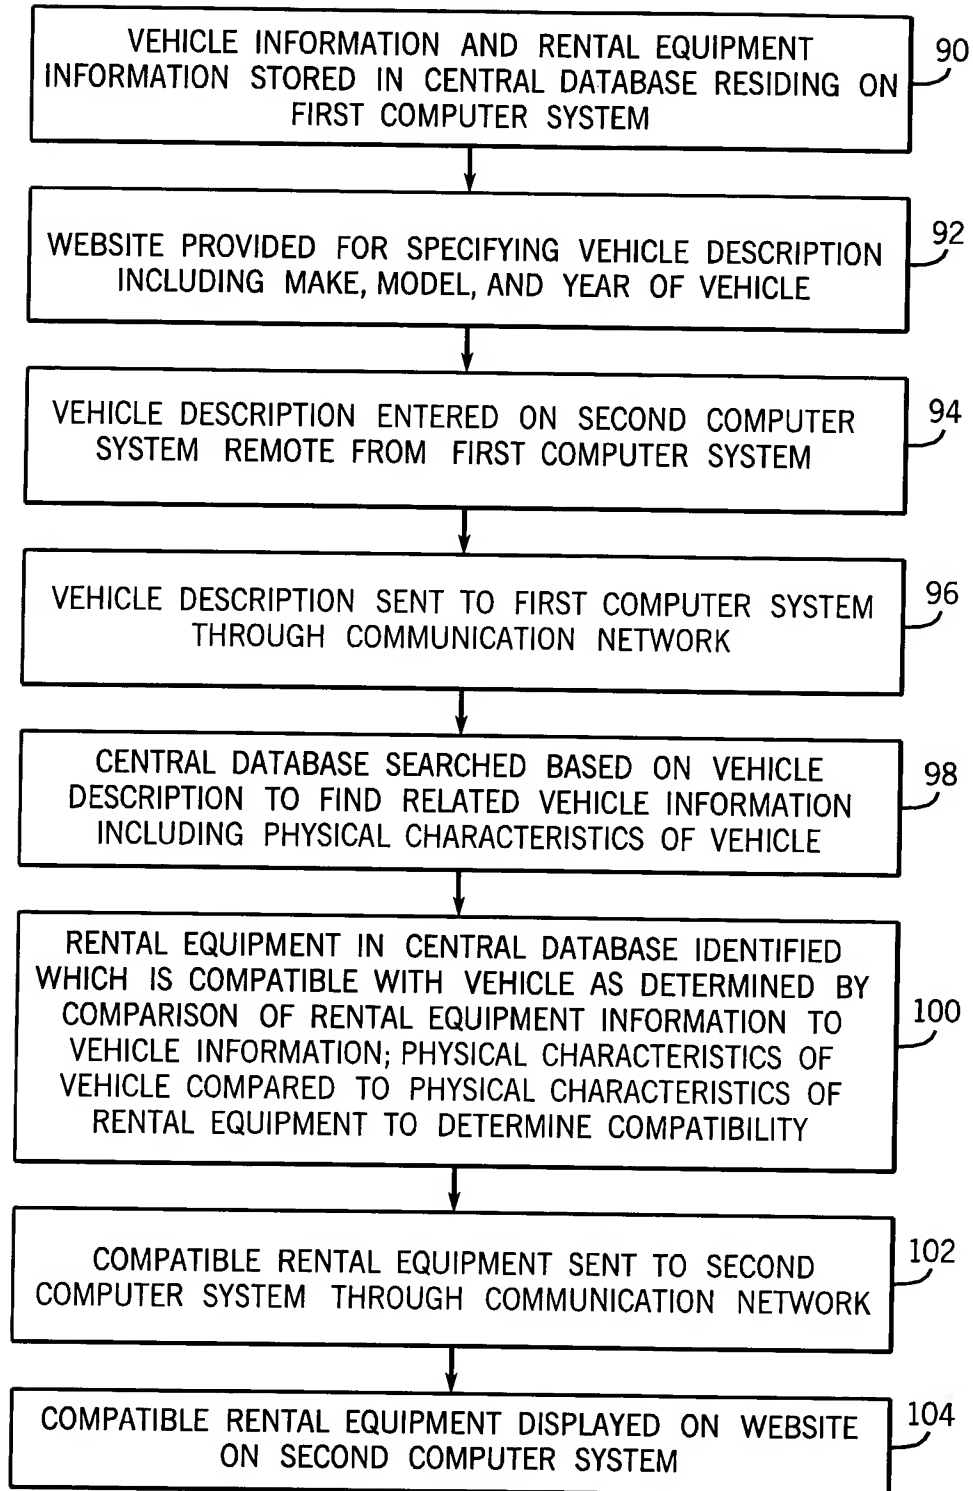 VEHICLE INFORMATION AND RENTAL EQUIPMENT
INFORMATION STORED IN CENTRAL DATABASE RESIDING ON
FIRST COMPUTER SYSTEM
90
WEBSITE PROVIDED FOR SPECIFYING VEHICLE DESCRIPTION
INCLUDING MAKE, MODEL, AND YEAR OF VEHICLE
92
VEHICLE DESCRIPTION ENTERED ON SECOND COMPUTER
SYSTEM REMOTE FROM FIRST COMPUTER SYSTEM
94
VEHICLE DESCRIPTION SENT TO FIRST COMPUTER SYSTEM
THROUGH COMMUNICATION NETWORK
96
CENTRAL DATABASE SEARCHED BASED ON VEHICLE
DESCRIPTION TO FIND RELATED VEHICLE INFORMATION
INCLUDING PHYSICAL CHARACTERISTICS OF VEHICLE
98
RENTAL EQUIPMENT IN CENTRAL DATABASE IDENTIFIED
WHICH IS COMPATIBLE WITH VEHICLE AS DETERMINED BY
COMPARISON OF RENTAL EQUIPMENT INFORMATION TO
VEHICLE INFORMATION; PHYSICAL CHARACTERISTICS OF
VEHICLE COMPARED TO PHYSICAL CHARACTERISTICS OF
RENTAL EQUIPMENT TO DETERMINE COMPATIBILITY
100
COMPATIBLE RENTAL EQUIPMENT SENT TO SECOND
COMPUTER SYSTEM THROUGH COMMUNICATION NETWORK
102
COMPATIBLE RENTAL EQUIPMENT DISPLAYED ON WEBSITE
ON SECOND COMPUTER SYSTEM
104